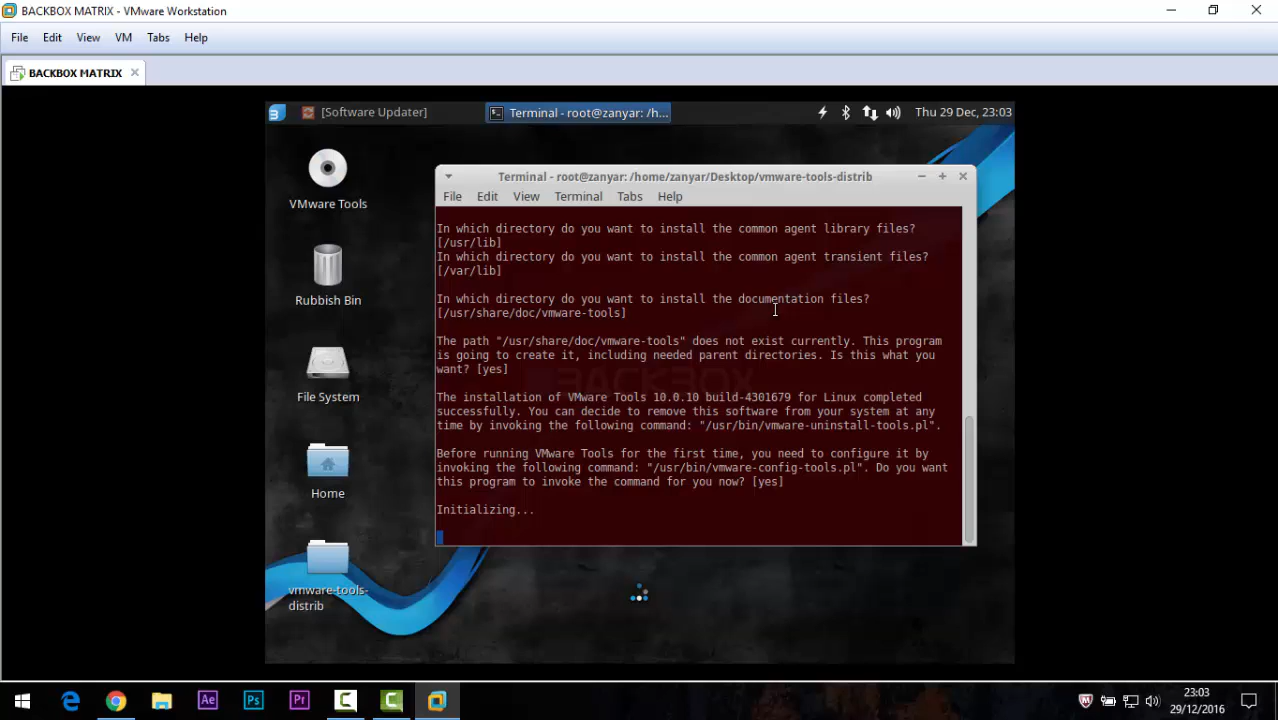 BACKBOX MATRIX - VMware Workstation
File Edit View VM Tabs Help
BACKBOX MATRIX
[Software Updater] Terminal - root@zanyar: /h... Thu 29 Dec, 23:03
VMware Tools
Rubbish Bin
File System
Home
vmware-tools-
distrib
Terminal - root@zanyar: /home/zanyar/Desktop/vmware-tools-distrib
File Edit View Terminal Tabs Help
In which directory do you want to install the common agent library files?
[/usr/lib]
In which directory do you want to install the common agent transient files?
[/var/lib]
In which directory do you want to install the documentation files?
[/usr/share/doc/vmware-tools]
The path "/usr/share/doc/vmware-tools" does not exist currently. This program
is going to create it, including needed parent directories. Is this what you
want? [yes]
BACKBOX
The installation of VMware Tools 10.0.10 build-4301679 for Linux completed
successfully. You can decide to remove this software from your system at any
time by invoking the following command: "/usr/bin/vmware-uninstall-tools.pl".
Before running VMware Tools for the first time, you need to configure it by
invoking the following command: "/usr/bin/vmware-config-tools.pl". Do you want
this program to invoke the command for you now? [yes]
Initializing...
Ae Ps Pr C C
23:03
29/12/2016